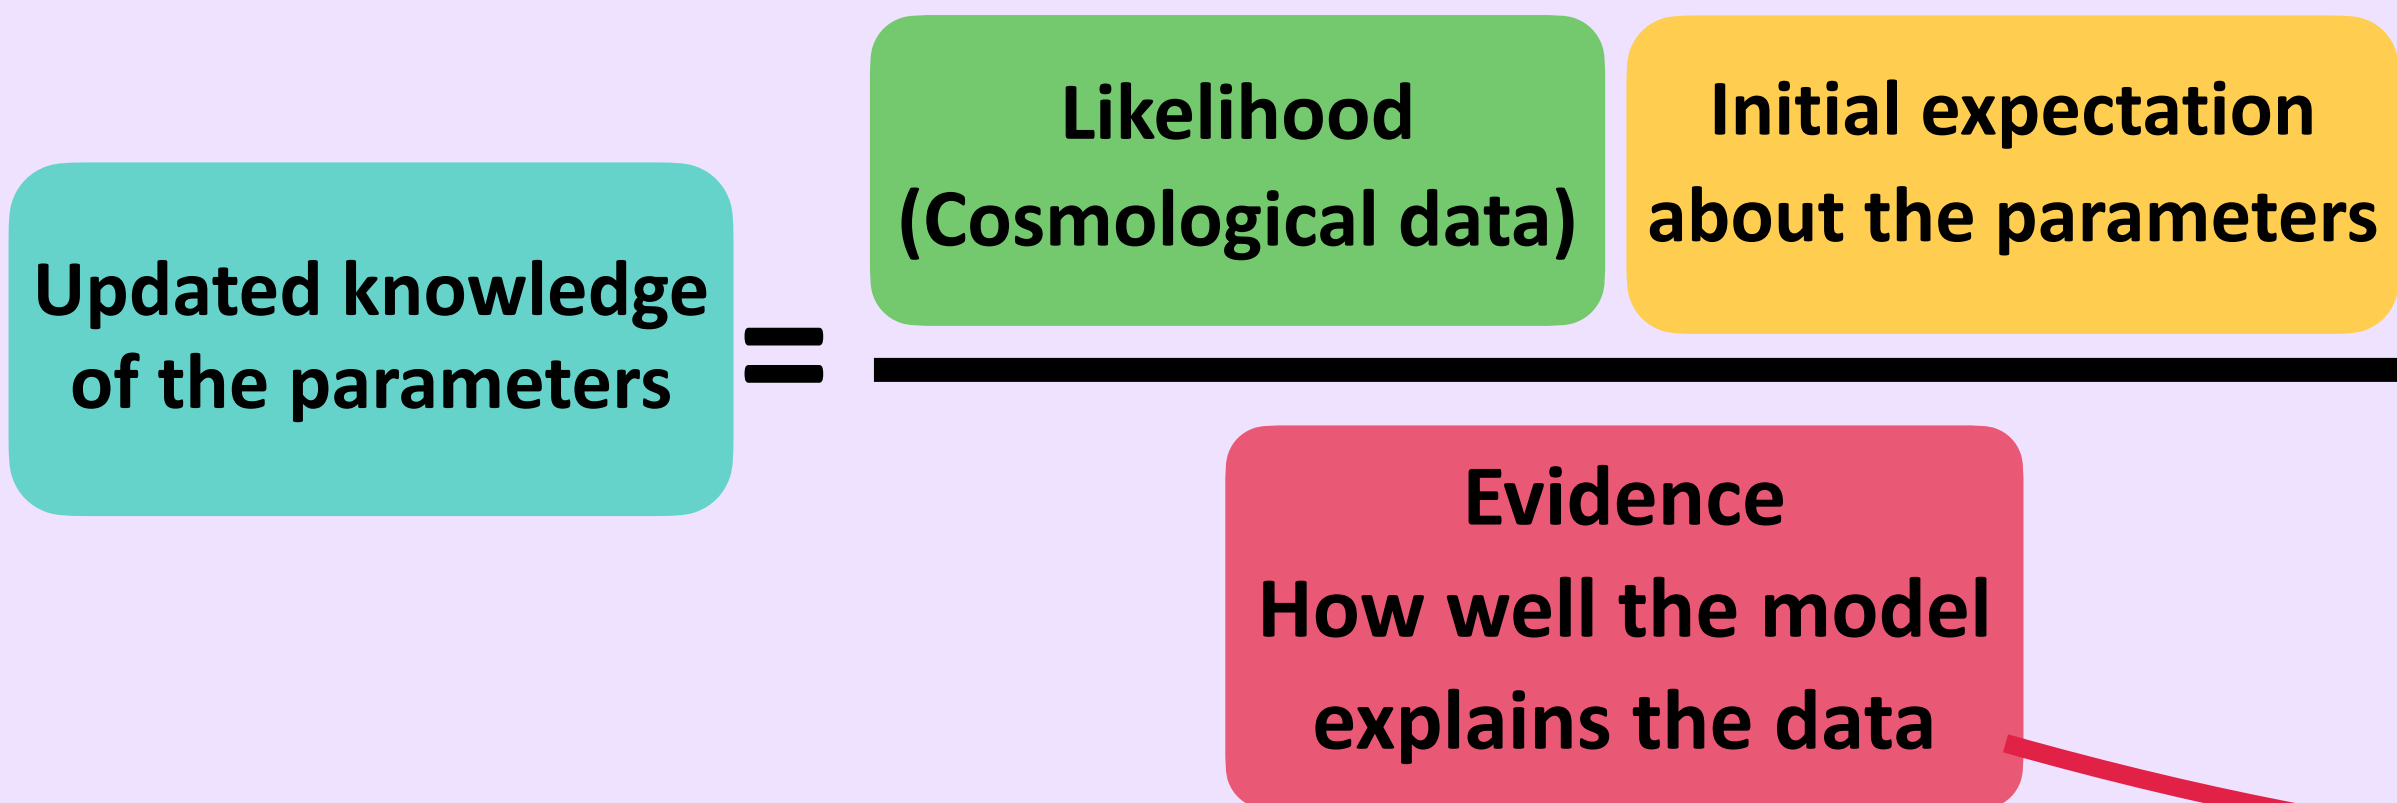 Likelihood
(Cosmological data)
Initial expectation
about the parameters
Updated knowledge
of the parameters
=
Evidence
How well the model
explains the data